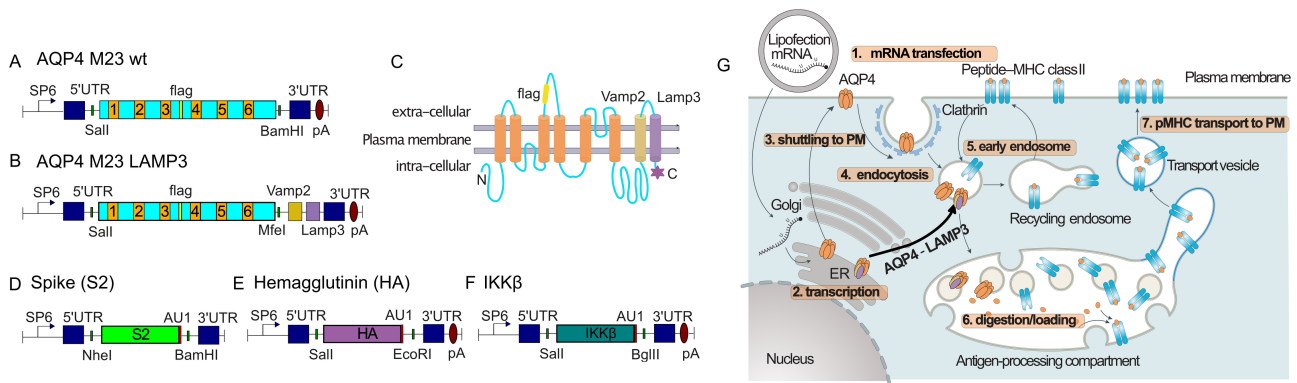 A AQP4 M23 wt
SP6 5'UTR flag 3'UTR
1 2 3 4 5 6
SalI BamHI pA
B AQP4 M23 LAMP3
SP6 5'UTR flag Vamp2 3'UTR
1 2 3 4 5 6
SalI MfeI Lamp3 pA
C
flag Vamp2 Lamp3
extra–cellular
Plasma membrane
intra–cellular
N C
D Spike (S2)
SP6 5'UTR AU1 3'UTR
S2
NheI BamHI
E Hemagglutinin (HA)
SP6 5'UTR AU1 3'UTR
HA
SalI EcoRI pA
F IKKβ
SP6 5'UTR AU1 3'UTR
IKKβ
SalI BglII pA
G
Lipofection
mRNA
AAAAAAAA U U
1. mRNA transfection
AQP4
Peptide–MHC class II
Plasma membrane
Clathrin
3. shuttling to PM
7. pMHC transport to PM
5. early endosome
4. endocytosis
Transport vesicle
Golgi
Recycling endosome
AAAAAAAA U U
AQP4 - LAMP3
ER
2. transcription
6. digestion/loading
Nucleus
Antigen-processing compartment